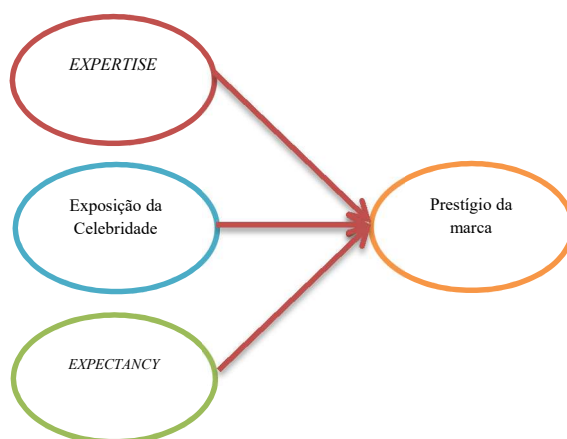 EXPERTISE
Exposição da
Celebridade
Prestígio da
marca
EXPECTANCY